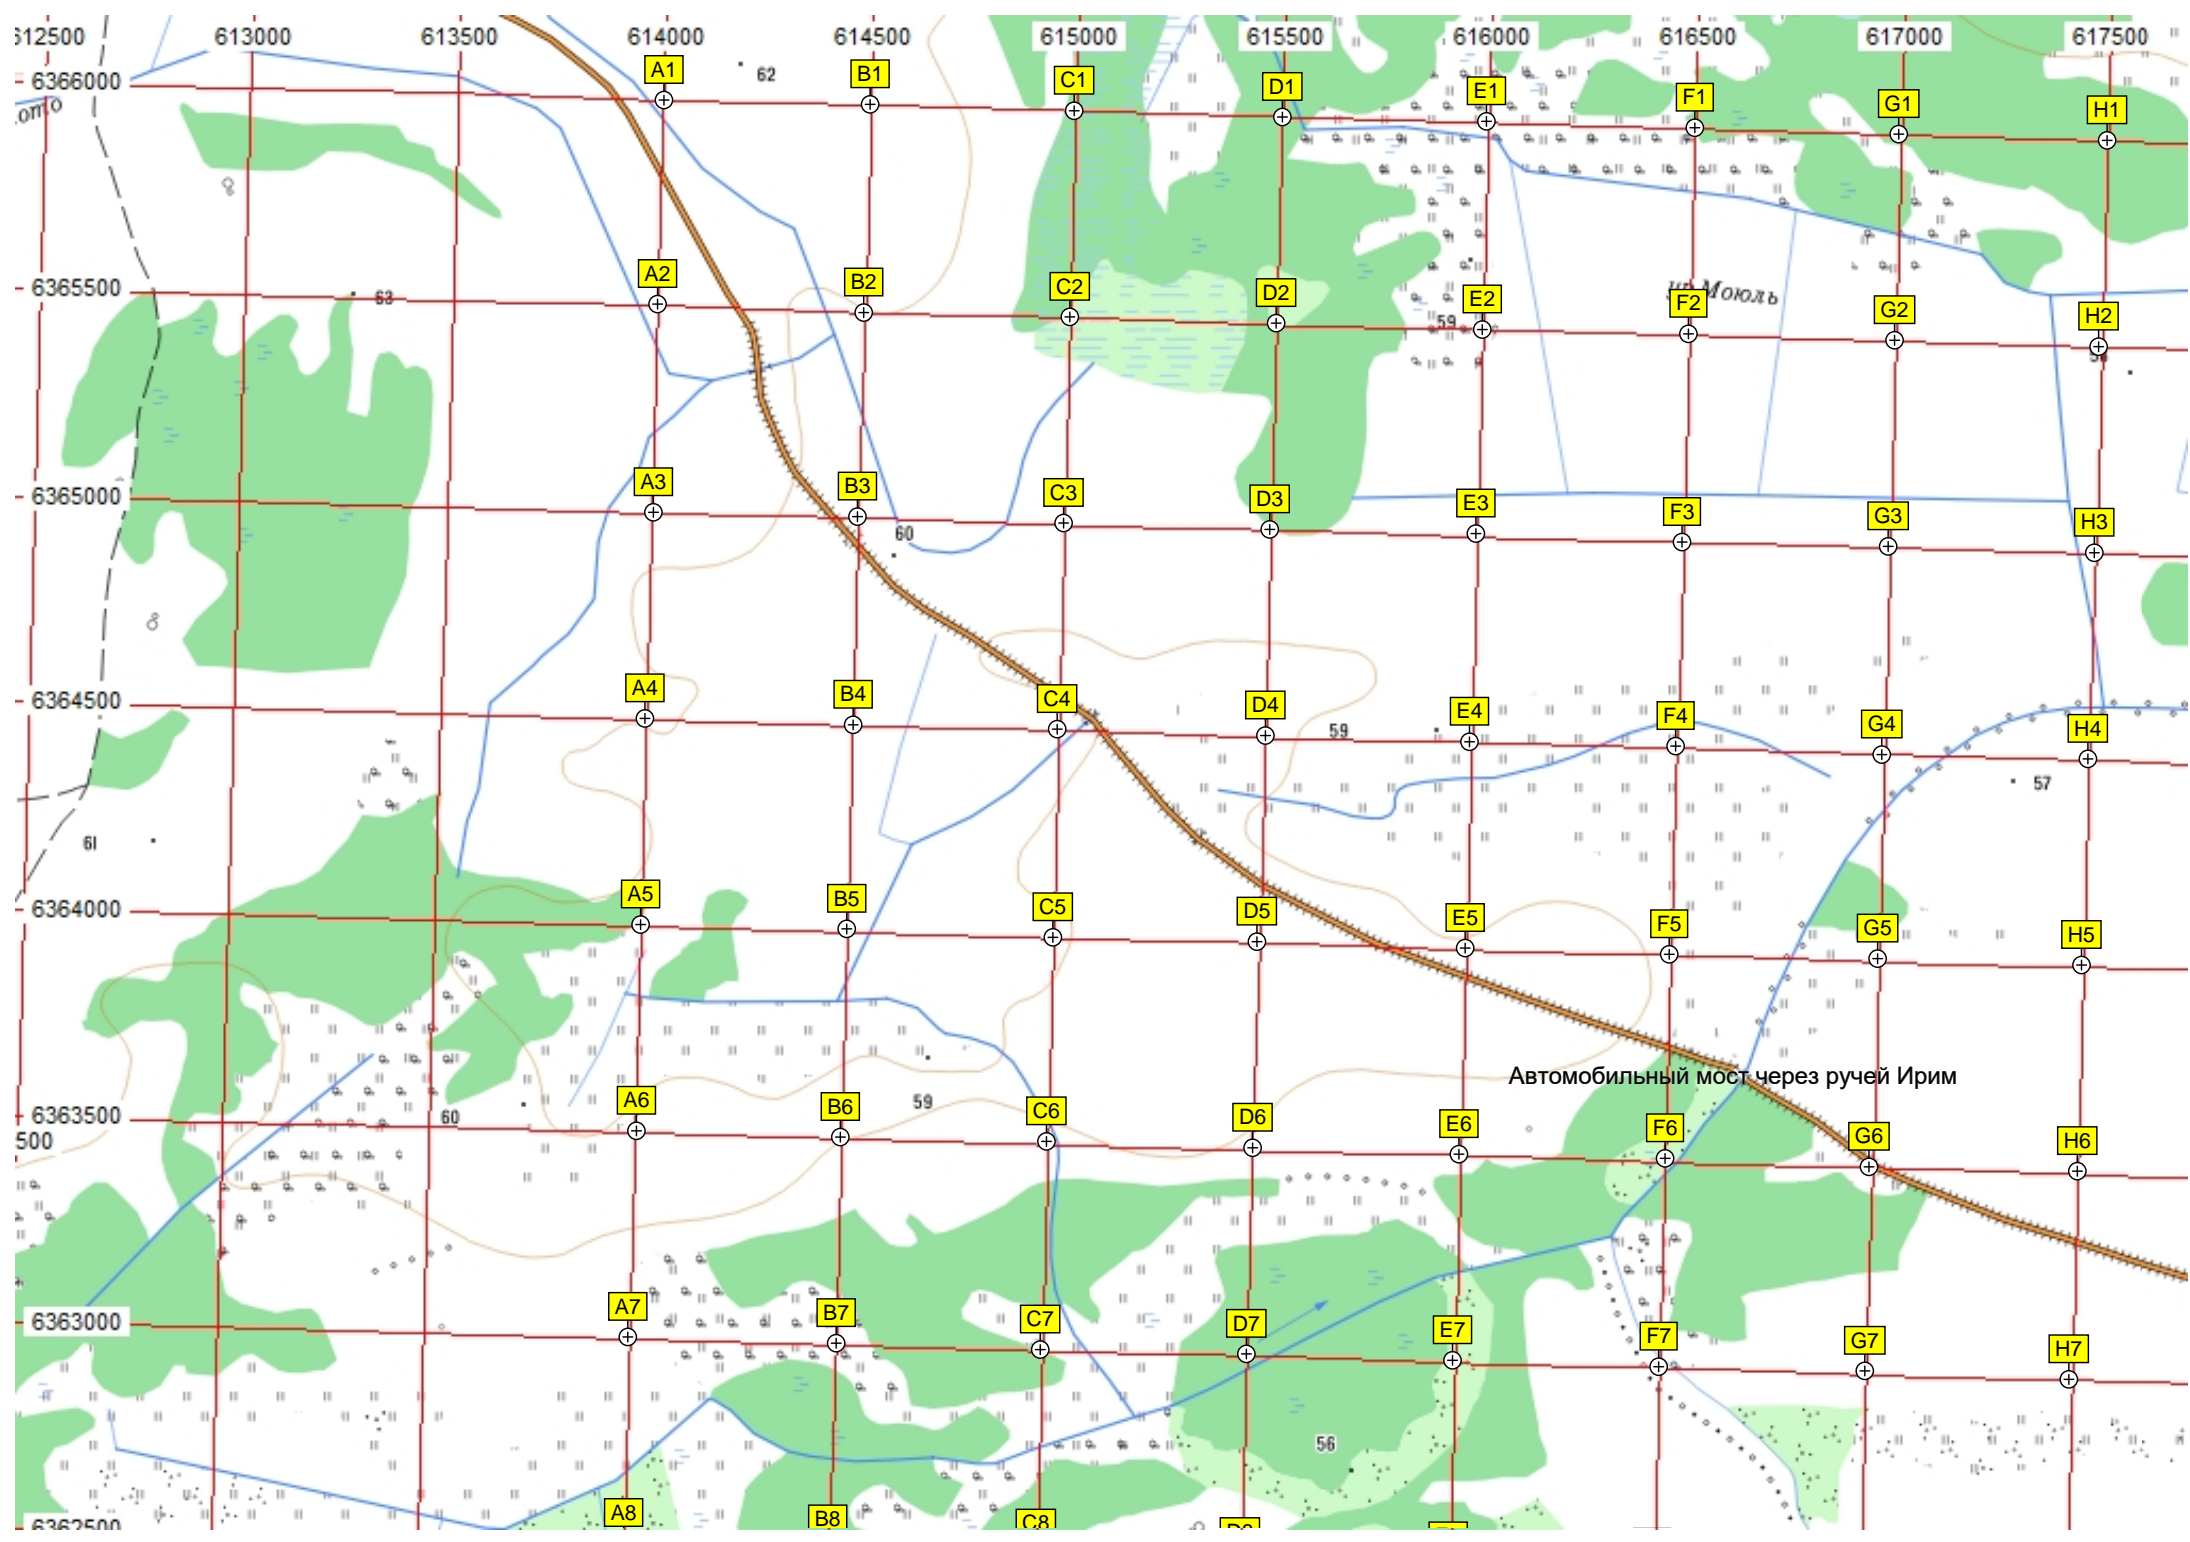 612500 613000 613500 614000 614500 615000 615500 616000 616500 617000 617500
6366000 A1 62 B1 C1 D1 E1 F1 G1 H1
ур Моюль
6365500 63 A2 B2 C2 D2 59 E2 F2 G2 H2
6365000 A3 B3 C3 D3 E3 F3 G3 H3
60
6364500 A4 B4 C4 D4 59 E4 F4 G4 H4
57
61
6364000 A5 B5 C5 D5 E5 F5 G5 H5
Автомобильный мост через ручей Ирим
6363500 60 A6 B6 59 C6 D6 E6 F6 G6 H6
500
6363000 A7 B7 C7 D7 E7 F7 G7 H7
56
6362500 A8 B8 C8 D8